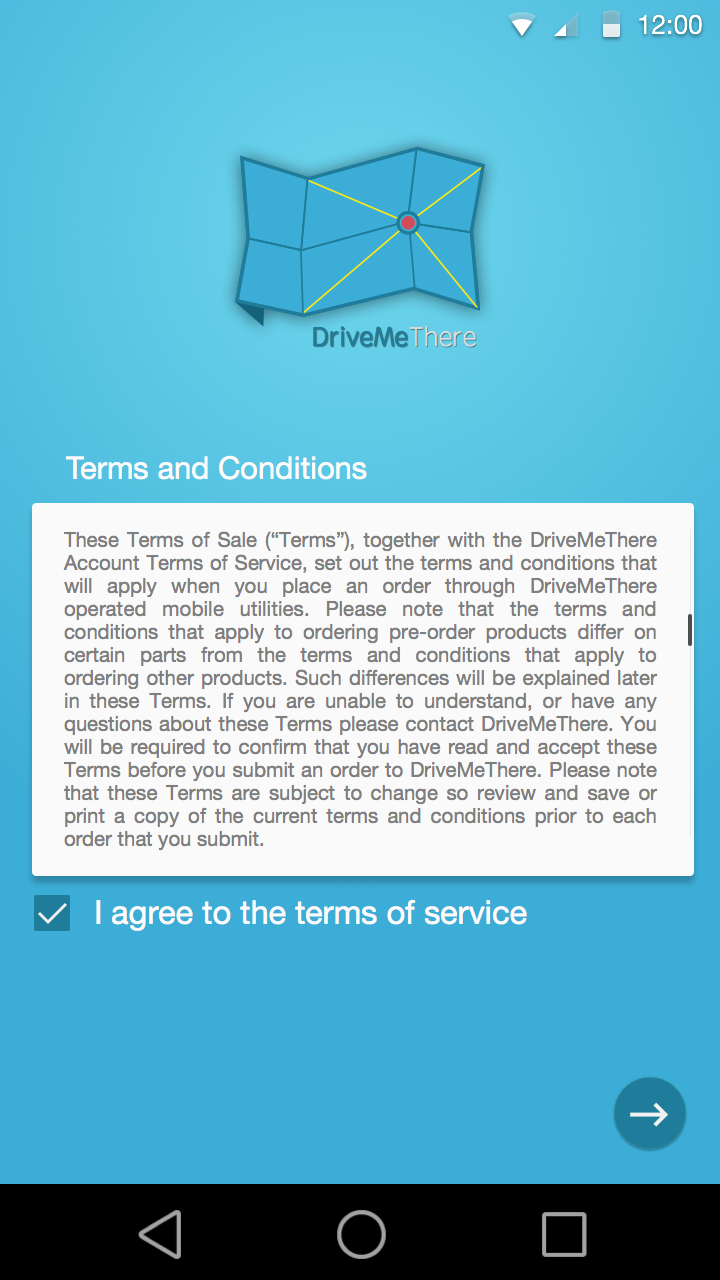 12:00
DriveMeThere
Terms and Conditions
These Terms of Sale (“Terms”), together with the DriveMeThere
Account Terms of Service, set out the terms and conditions that
will apply when you place an order through DriveMeThere
operated mobile utilities. Please note that the terms and
conditions that apply to ordering pre-order products differ on
certain parts from the terms and conditions that apply to
ordering other products. Such differences will be explained later
in these Terms. If you are unable to understand, or have any
questions about these Terms please contact DriveMeThere. You
will be required to confirm that you have read and accept these
Terms before you submit an order to DriveMeThere. Please note
that these Terms are subject to change so review and save or
print a copy of the current terms and conditions prior to each
order that you submit.
I agree to the terms of service